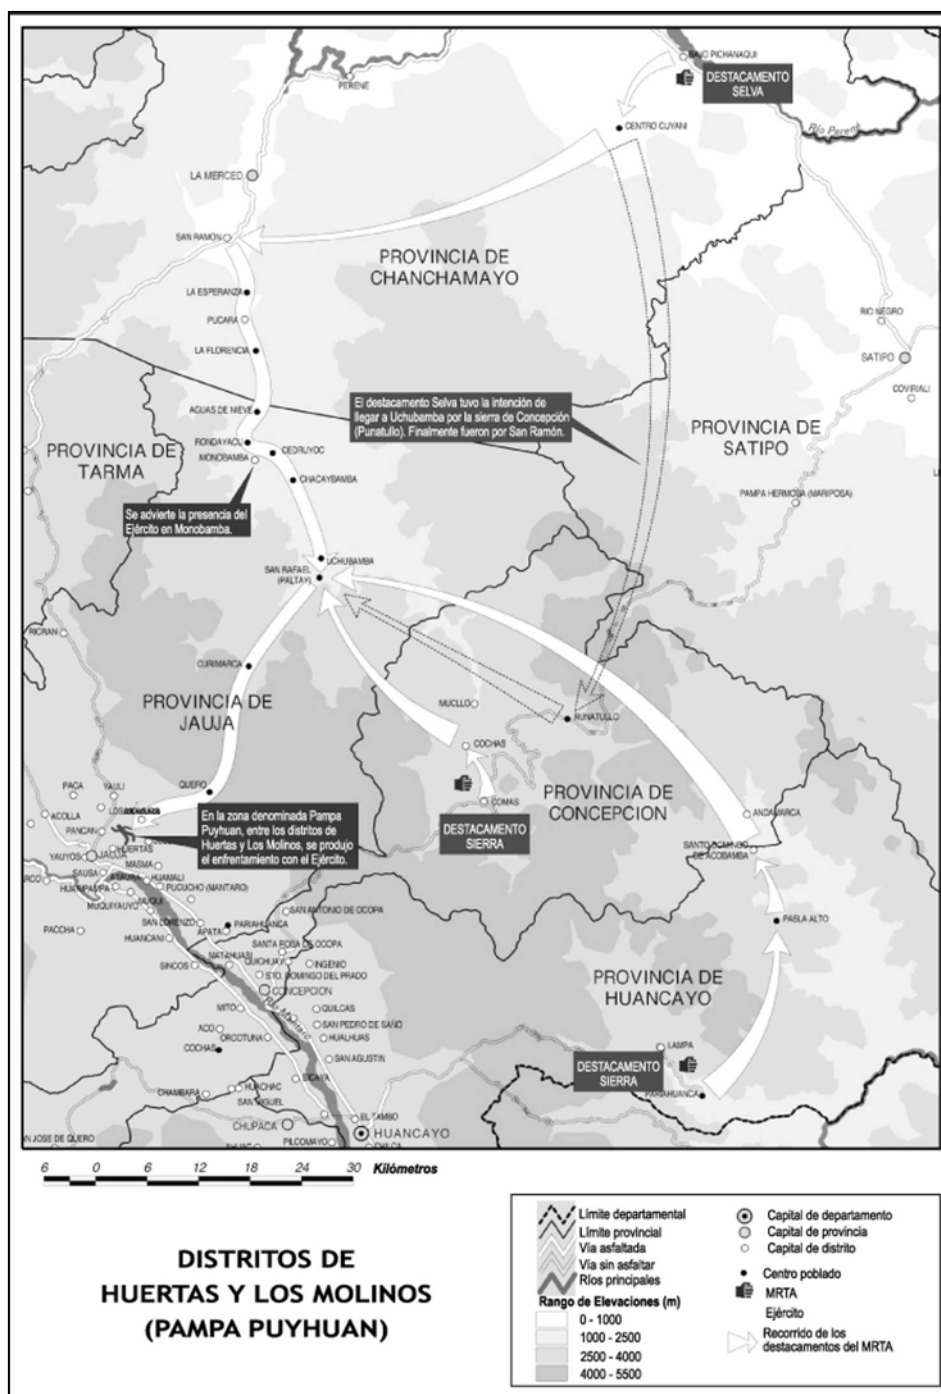 BAJO PICHANAQUI
DESTACAMENTO
SELVA
PERENE
Río Perené
CENTRO CUYANI
LA MERCED
SAN RAMÓN
PROVINCIA DE
CHANCHAMAYO
LA ESPERANZA
PUCARA
RIO NEGRO
LA FLORENCIA
SATIPO
COVIRIALI
El destacamento Selva tuvo la intención de
llegar a Uchubamba por la sierra de Concepción
(Punatullo). Finalmente fueron por San Ramón.
AGUAS DE NIEVE
PROVINCIA DE
TARMA
RONDAYACU
MONOBAMBA
CEDRUYOC
PROVINCIA DE
SATIPO
CHACAYBAMBA
PAMPA HERMOSA (MARIPOSA)
Se advierte la presencia del
Ejército en Monobamba.
UCHUBAMBA
SAN RAFAEL
(PALTAY)
RICRAN
CURIMARCA
PROVINCIA DE
JAUJA
MUCLLO
RUNATULLO
COCHAS
QUERO
PACA
YAULI
COMAS
PROVINCIA DE
CONCEPCION
ANDAMARCA
ACOLLA
PANCAN
En la zona denominada Pampa
Puyhuan, entre los distritos de
Huertas y Los Molinos, se produjo
el enfrentamiento con el Ejército.
DESTACAMENTO
SIERRA
SANTO DOMINGO
DE ACOBAMBA
HUERTAS
YAUYOS
JAUJA
MASMA
SAUSA
ATAURA
HUAMALI
HUARIPAMPA
PUCUCHO (MANTARO)
MUQUI
MUQUIYAUYO
SAN ANTONIO DE OCOPA
PASLA ALTO
SAN LORENZO
PARIAHUANCA
PACCHA
HUANCANI
APATA
SANTA ROSA DE OCOPA
MATAHUASI
QUICHUAY
INGENIO
SINCOS
STO. DOMINGO DEL PRADO
PROVINCIA DE
HUANCAYO
CONCEPCION
MITO
Río Mantaro
QUILCAS
SAN PEDRO DE SAÑO
ACO
ORCOTUNA
HUALHUAS
COCHAS
LAMPA
SAN AGUSTIN
DESTACAMENTO
SIERRA
SICAYA
CHAMBARA
HUACHAC
PARIAHUANCA
SAN MIGUEL
EL TAMBO
CHUPACA
HUANCAYO
SAN JOSE DE QUERO
PILCOMAYO
CHILCA
6 0 6 12 18 24 30 Kilómetros
DISTRITOS DE
HUERTAS Y LOS MOLINOS
(PAMPA PUYHUAN)
Límite departamental
Límite provincial
Vía asfaltada
Vía sin asfaltar
Ríos principales
Rango de Elevaciones (m)
0 - 1000
1000 - 2500
2500 - 4000
4000 - 5500
Capital de departamento
Capital de provincia
Capital de distrito
Centro poblado
MRTA
Ejército
Recorrido de los
destacamentos del MRTA